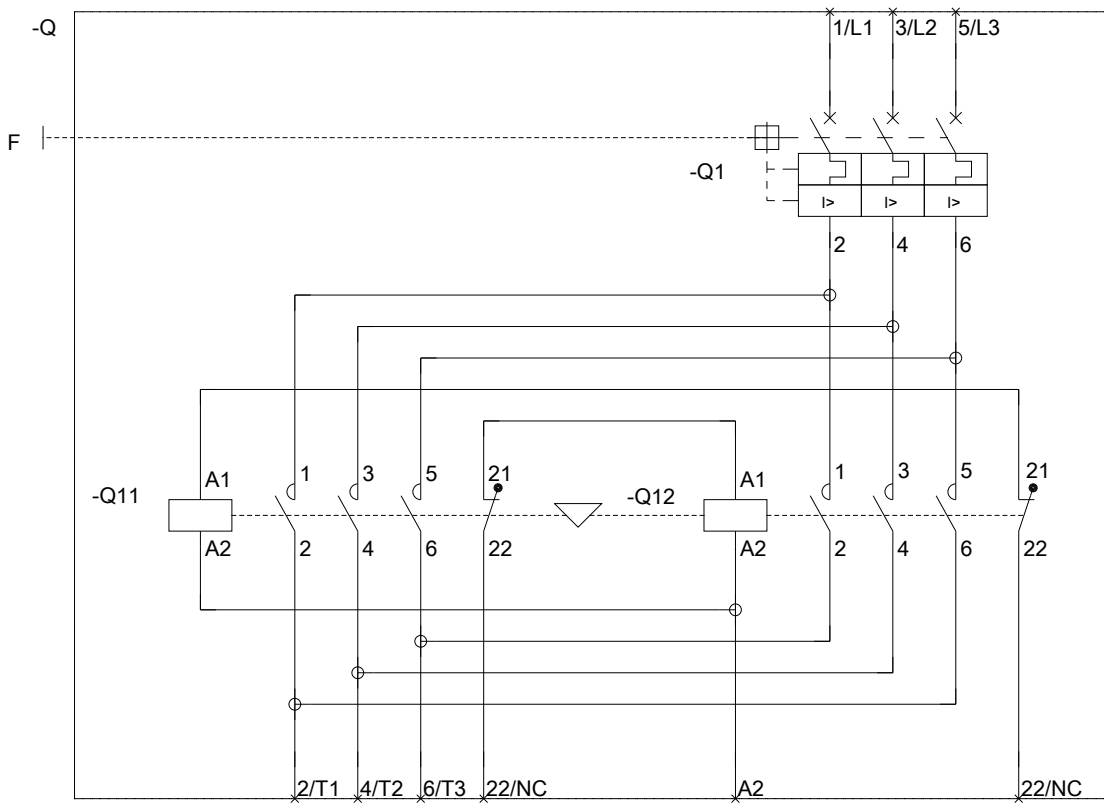 -Q
1/L1 3/L2 5/L3
F
-Q1
I> I> I>
2 4 6
-Q11 A1 1 3 5 21 -Q12 A1 1 3 5 21
A2 2 4 6 22 A2 2 4 6 22
2/T1 4/T2 6/T3 22/NC A2 22/NC